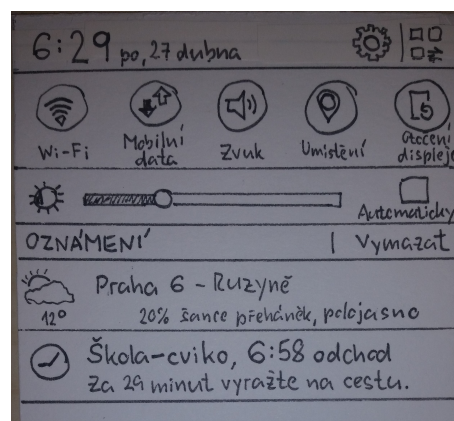 6:29 po, 27 dubna
Wi-Fi
Mobilní data
Zvuk
Umistění
Otočení displeje
Automaticky
OZNÁMENÍ | Vymazat
Praha 6 - Ruzyně
12° 20% šance přeháněk, polojasno
Škola-cviko, 6:58 odchod
Za 29 minut vyražte na cestu.